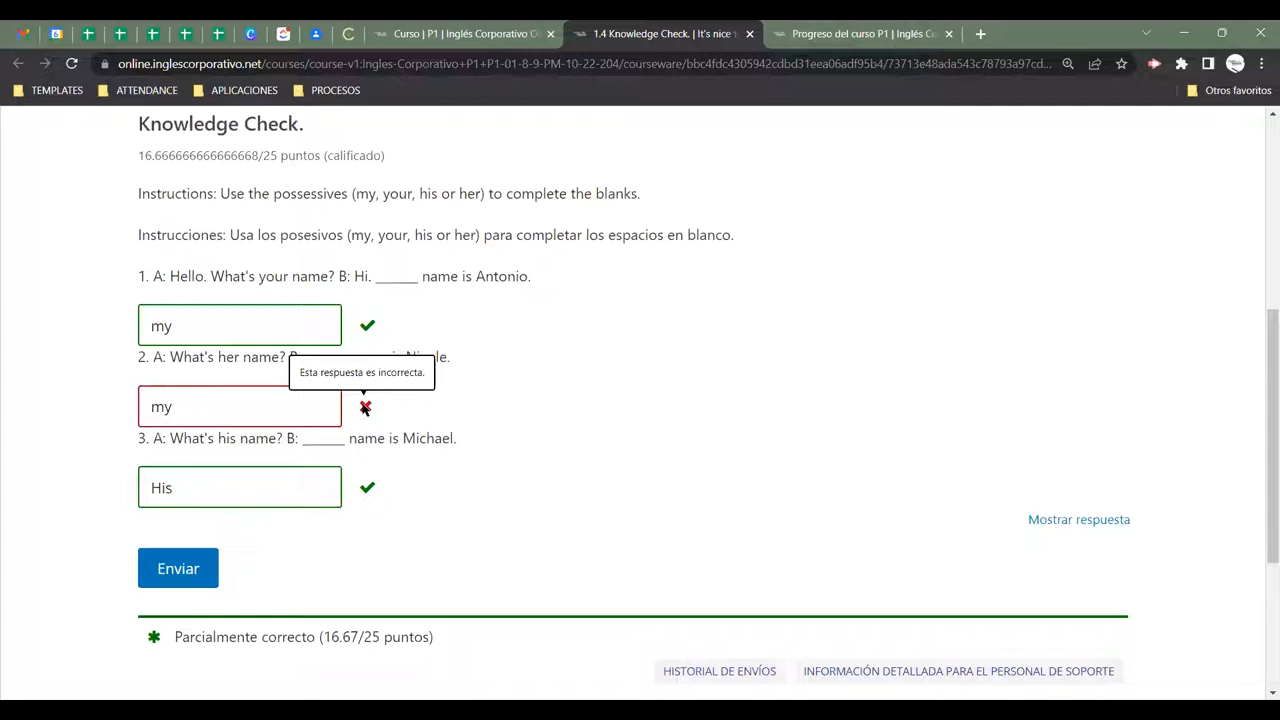 Curso | P1 | Inglés Corporativo O
1.4 Knowledge Check. | It's nice t
Progreso del curso P1 | Inglés Co
online.inglescorporativo.net/courses/course-v1:Ingles-Corporativo+P1+P1-01-8-9-PM-10-22-204/courseware/bbc4fdc4305942cdbd31eea06adf95b4/73713e48ada543c78793a97cd...
TEMPLATES
ATTENDANCE
APLICACIONES
PROCESOS
Otros favoritos
Knowledge Check.
16.666666666666668/25 puntos (calificado)
Instructions: Use the possessives (my, your, his or her) to complete the blanks.
Instrucciones: Usa los posesivos (my, your, his or her) para completar los espacios en blanco.
1. A: Hello. What's your name? B: Hi. ______ name is Antonio.
my
2. A: What's her name?
Esta respuesta es incorrecta.
my
3. A: What's his name? B: ______ name is Michael.
His
Mostrar respuesta
Enviar
Parcialmente correcto (16.67/25 puntos)
HISTORIAL DE ENVÍOS
INFORMACIÓN DETALLADA PARA EL PERSONAL DE SOPORTE